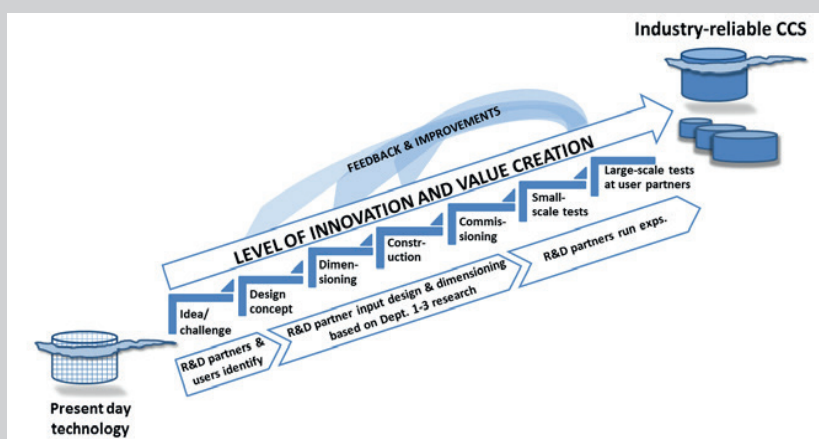 Industry-reliable CCS
FEEDBACK & IMPROVEMENTS
LEVEL OF INNOVATION AND VALUE CREATION
Idea/
challenge
Design
concept
Dimen-
sioning
Constr-
uction
Commis-
sioning
Small-
scale tests
Large-scale tests
at user partners
R&D partners &
users identify
R&D partner input design & dimensioning
based on Dept. 1-3 research
R&D partners run exps.
Present day
technology